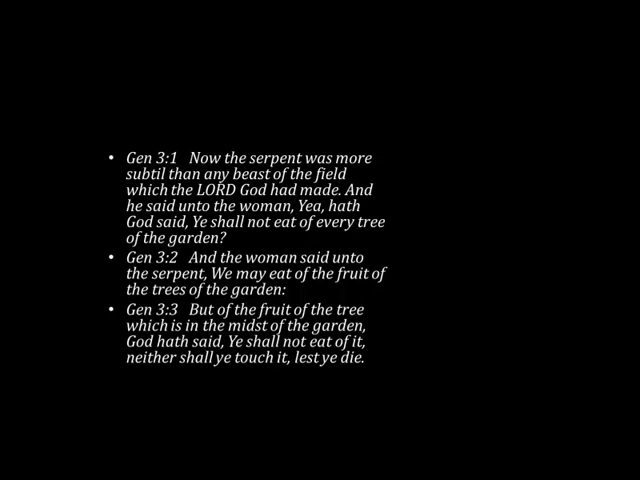 • Gen 3:1   Now the serpent was more
subtil than any beast of the field
which the LORD God had made. And
he said unto the woman, Yea, hath
God said, Ye shall not eat of every tree
of the garden?
• Gen 3:2   And the woman said unto
the serpent, We may eat of the fruit of
the trees of the garden:
• Gen 3:3   But of the fruit of the tree
which is in the midst of the garden,
God hath said, Ye shall not eat of it,
neither shall ye touch it, lest ye die.